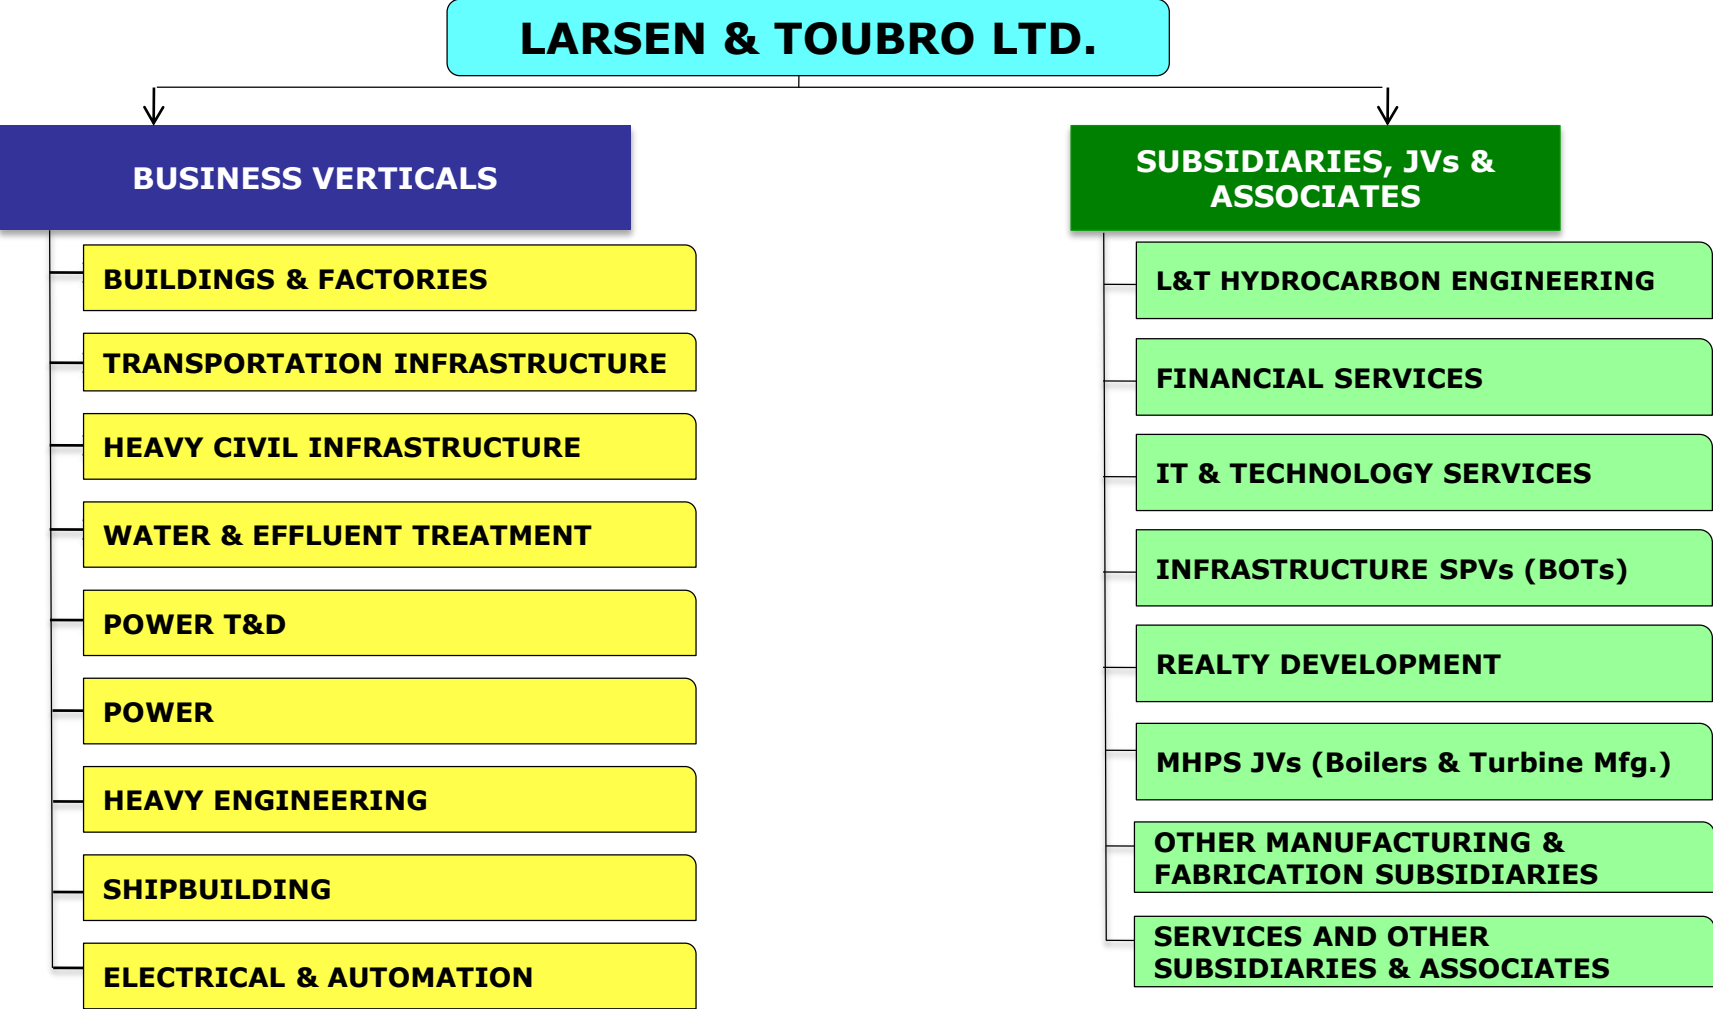 LARSEN & TOUBRO LTD.
BUSINESS VERTICALS
BUILDINGS & FACTORIES
TRANSPORTATION INFRASTRUCTURE
HEAVY CIVIL INFRASTRUCTURE
WATER & EFFLUENT TREATMENT
POWER T&D
POWER
HEAVY ENGINEERING
SHIPBUILDING
ELECTRICAL & AUTOMATION
SUBSIDIARIES, JVs &
ASSOCIATES
L&T HYDROCARBON ENGINEERING
FINANCIAL SERVICES
IT & TECHNOLOGY SERVICES
INFRASTRUCTURE SPVs (BOTs)
REALTY DEVELOPMENT
MHPS JVs (Boilers & Turbine Mfg.)
OTHER MANUFACTURING &
FABRICATION SUBSIDIARIES
SERVICES AND OTHER
SUBSIDIARIES & ASSOCIATES